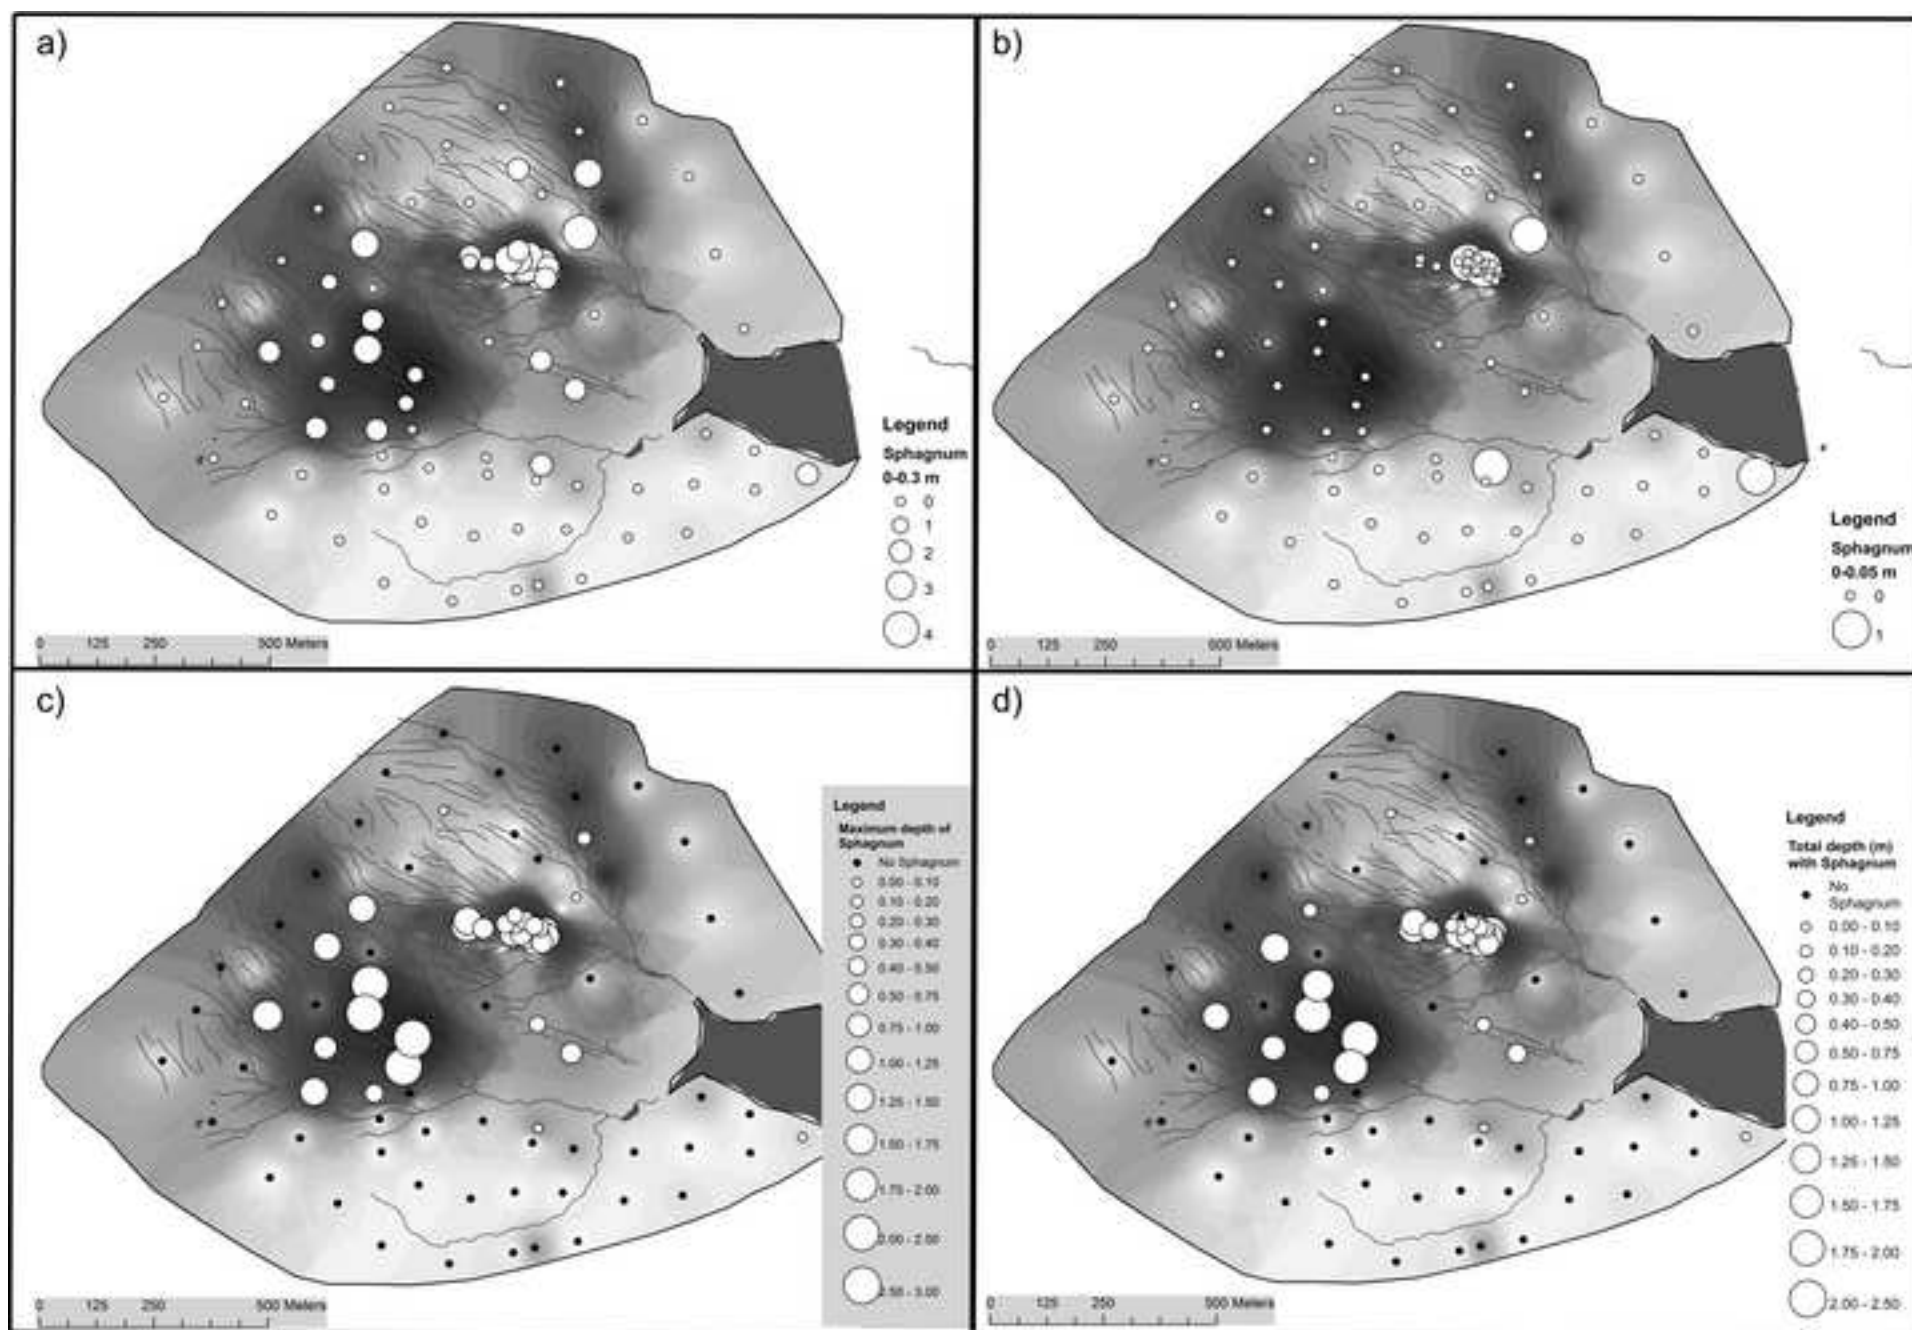 a)
Legend
Sphagnum
0-0.3 m
0
1
2
3
4
0 125 250 500 Meters
b)
Legend
Sphagnum
0-0.05 m
0
1
0 125 250 500 Meters
c)
Legend
Maximum depth of
Sphagnum
No Sphagnum
0.00 - 0.10
0.10 - 0.20
0.20 - 0.30
0.30 - 0.40
0.40 - 0.50
0.50 - 0.75
0.75 - 1.00
1.00 - 1.25
1.25 - 1.50
1.50 - 1.75
1.75 - 2.00
2.50 - 3.00
0 125 250 500 Meters
d)
Legend
Total depth (m)
with Sphagnum
No
Sphagnum
0.00 - 0.10
0.10 - 0.20
0.20 - 0.30
0.30 - 0.40
0.40 - 0.50
0.50 - 0.75
0.75 - 1.00
1.00 - 1.25
1.25 - 1.50
1.50 - 1.75
1.75 - 2.00
2.00 - 2.50
0 125 250 500 Meters